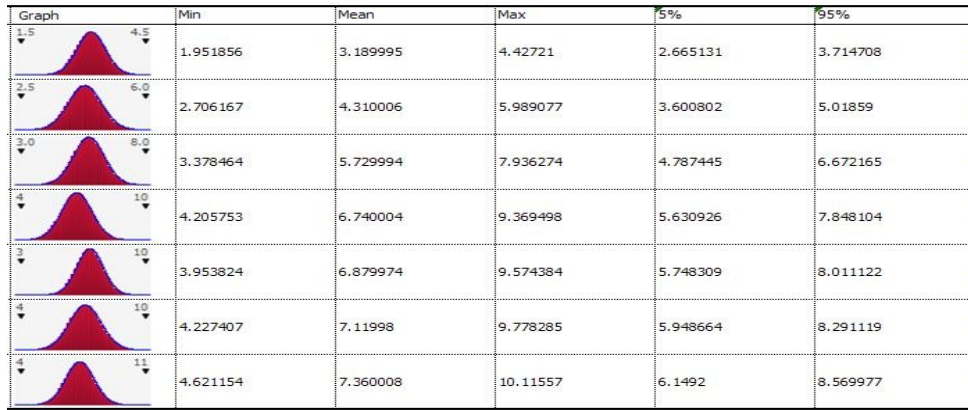 Graph Min Mean Max 5% 95%
1.5 4.5
1.951856 3.189995 4.42721 2.665131 3.714708
2.5 6.0
2.706167 4.310006 5.989077 3.600802 5.01859
3.0 8.0
3.378464 5.729994 7.936274 4.787445 6.672165
4 10
4.205753 6.740004 9.369498 5.630926 7.848104
3 10
3.953824 6.879974 9.574384 5.748309 8.011122
4 10
4.227407 7.11998 9.778285 5.948664 8.291119
4 11
4.621154 7.360008 10.11557 6.1492 8.569977